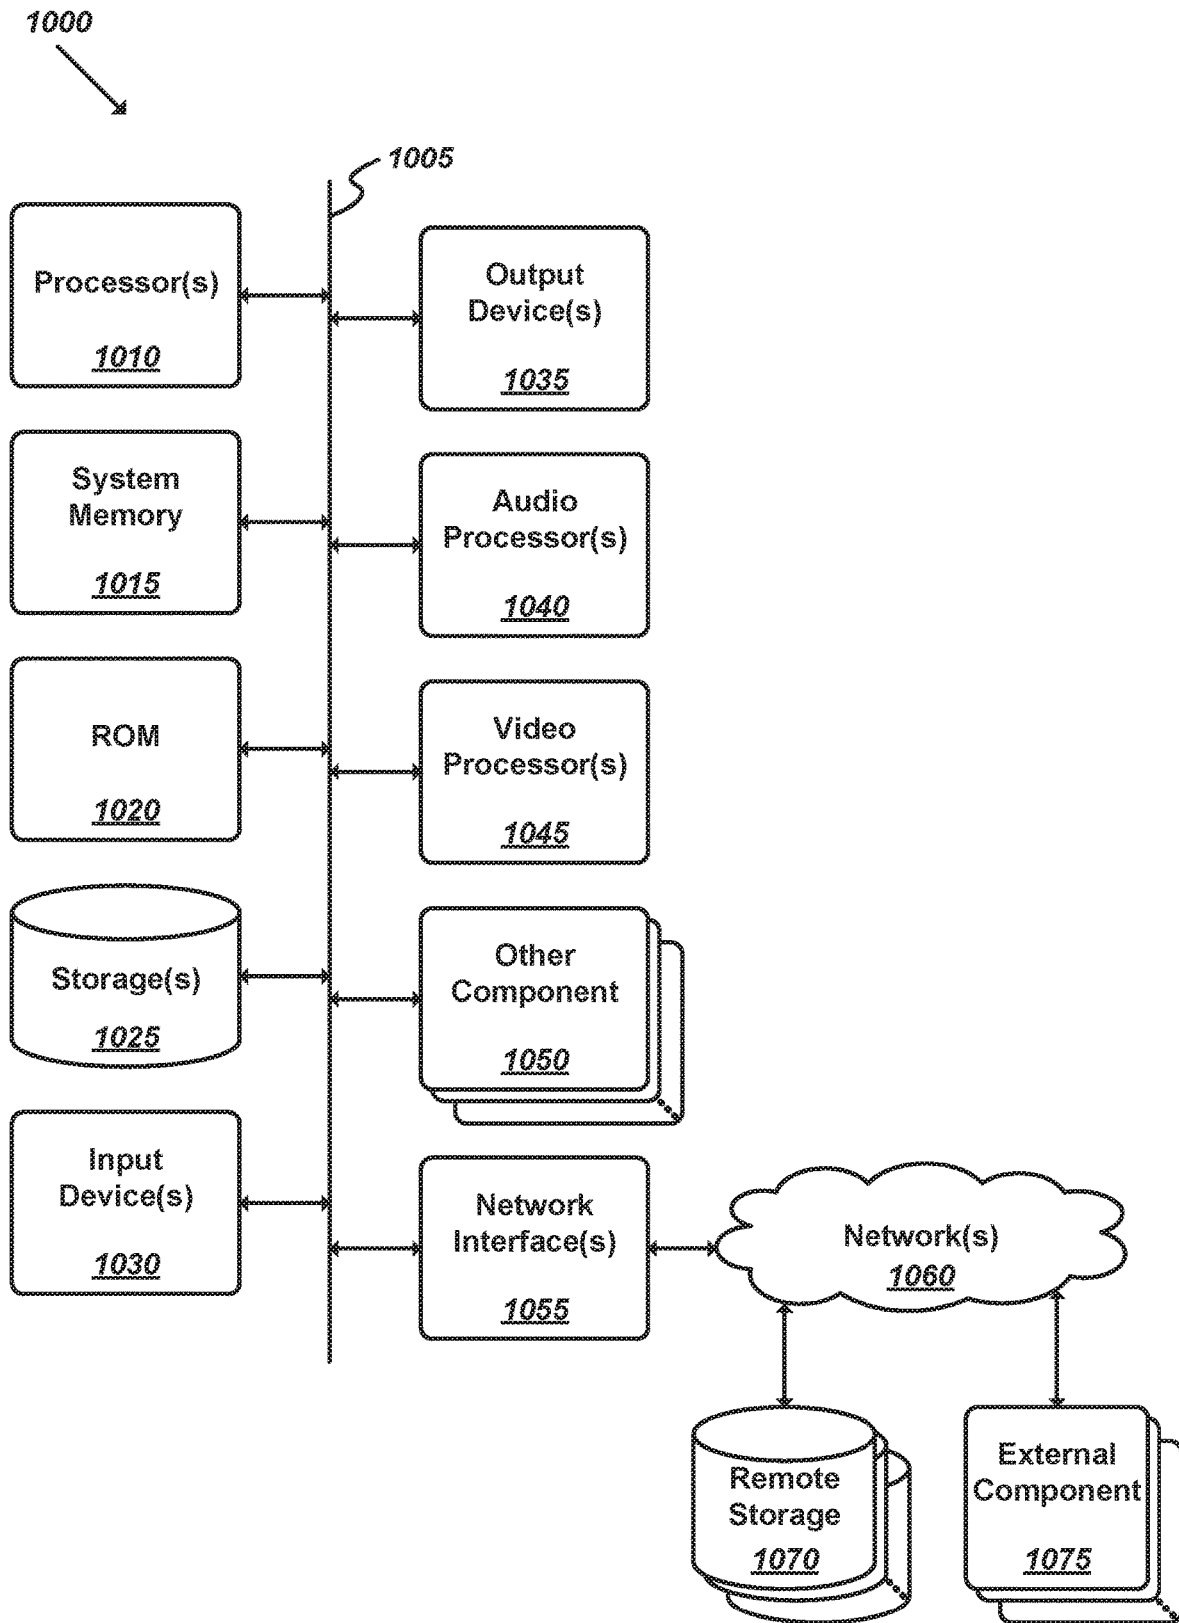 1000
1005
Processor(s)
1010
Output
Device(s)
1035
System
Memory
1015
Audio
Processor(s)
1040
ROM
1020
Video
Processor(s)
1045
Storage(s)
1025
Other
Component
1050
Input
Device(s)
1030
Network
Interface(s)
1055
Network(s)
1060
Remote
Storage
1070
External
Component
1075